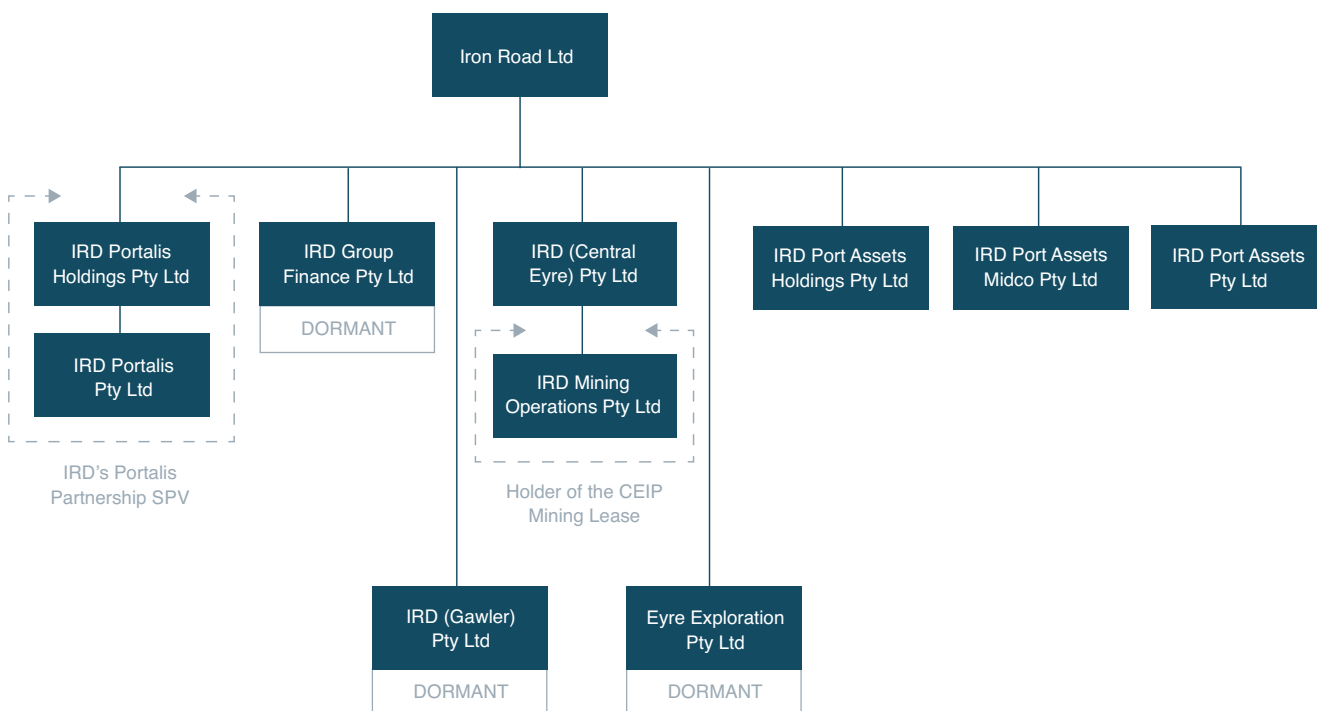 Iron Road Ltd
IRD Portalis
Holdings Pty Ltd
IRD Group
Finance Pty Ltd
DORMANT
IRD (Central
Eyre) Pty Ltd
IRD Port Assets
Holdings Pty Ltd
IRD Port Assets
Midco Pty Ltd
IRD Port Assets
Pty Ltd
IRD Portalis
Pty Ltd
IRD Mining
Operations Pty Ltd
IRD's Portalis
Partnership SPV
Holder of the CEIP
Mining Lease
IRD (Gawler)
Pty Ltd
DORMANT
Eyre Exploration
Pty Ltd
DORMANT